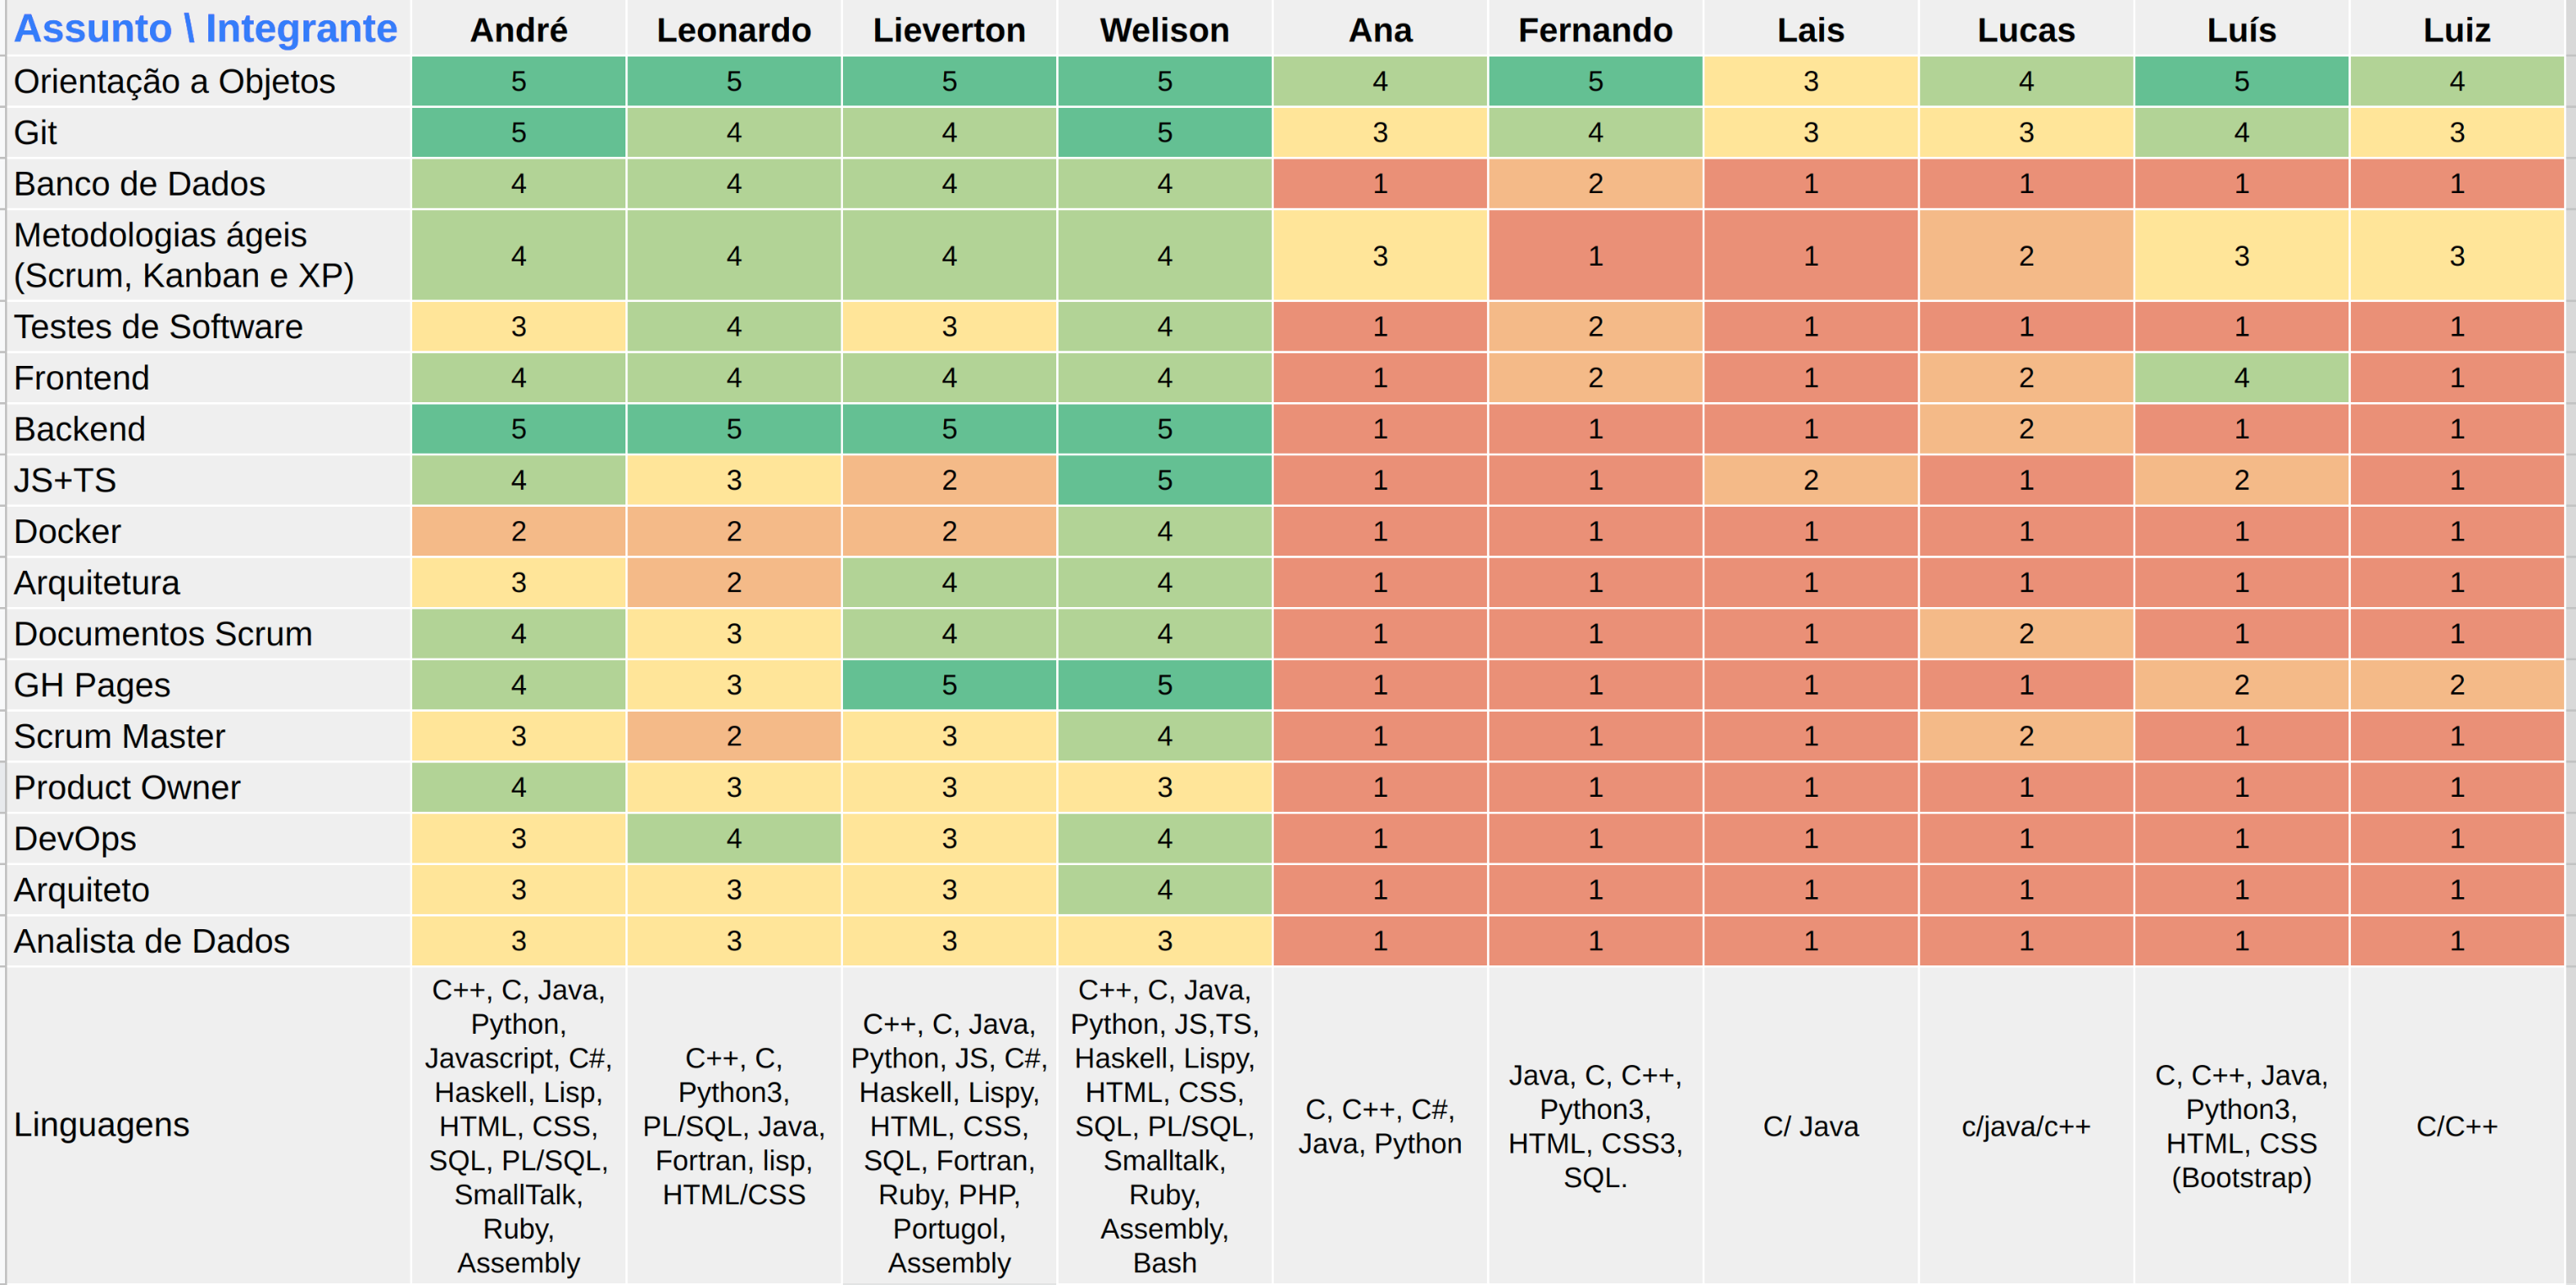 Assunto \ Integrante André Leonardo Lieverton Welison Ana Fernando Lais Lucas Luís Luiz
Orientação a Objetos 5 5 5 5 4 5 3 4 5 4
Git 5 4 4 5 3 4 3 3 4 3
Banco de Dados 4 4 4 4 1 2 1 1 1 1
Metodologias ágeis
(Scrum, Kanban e XP) 4 4 4 4 3 1 1 2 3 3
Testes de Software 3 4 3 4 1 2 1 1 1 1
Frontend 4 4 4 4 1 2 1 2 4 1
Backend 5 5 5 5 1 1 1 2 1 1
JS+TS 4 3 2 5 1 1 2 1 2 1
Docker 2 2 2 4 1 1 1 1 1 1
Arquitetura 3 2 4 4 1 1 1 1 1 1
Documentos Scrum 4 3 4 4 1 1 1 2 1 1
GH Pages 4 3 5 5 1 1 1 1 2 2
Scrum Master 3 2 3 4 1 1 1 2 1 1
Product Owner 4 3 3 3 1 1 1 1 1 1
DevOps 3 4 3 4 1 1 1 1 1 1
Arquiteto 3 3 3 4 1 1 1 1 1 1
Analista de Dados 3 3 3 3 1 1 1 1 1 1
Linguagens
C++, C, Java,
Python,
Javascript, C#,
Haskell, Lisp,
HTML, CSS,
SQL, PL/SQL,
SmallTalk,
Ruby,
Assembly
C++, C,
Python3,
PL/SQL, Java,
Fortran, lisp,
HTML/CSS
C++, C, Java,
Python, JS, C#,
Haskell, Lispy,
HTML, CSS,
SQL, Fortran,
Ruby, PHP,
Portugol,
Assembly
C++, C, Java,
Python, JS,TS,
Haskell, Lispy,
HTML, CSS,
SQL, PL/SQL,
Smalltalk,
Ruby,
Assembly,
Bash
C, C++, C#,
Java, Python
Java, C, C++,
Python3,
HTML, CSS3,
SQL.
C/ Java
c/java/c++
C, C++, Java,
Python3,
HTML, CSS
(Bootstrap)
C/C++